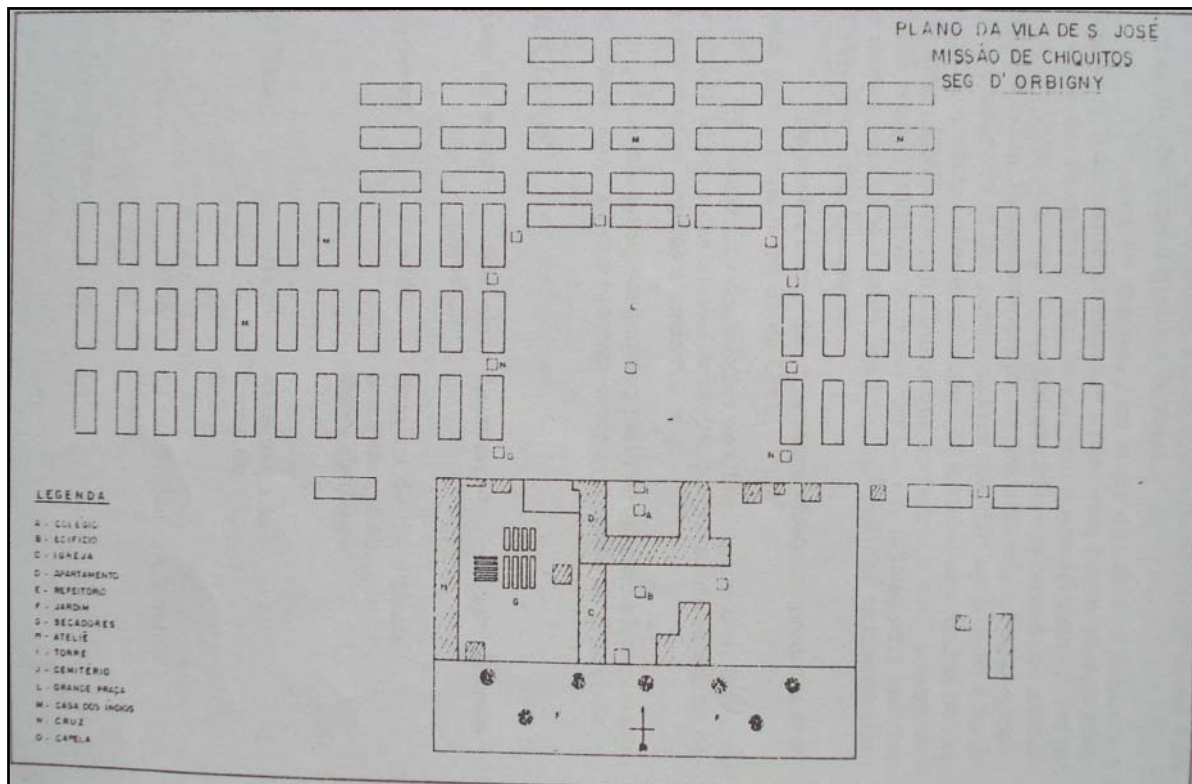 PLANO DA VILA DE S. JOSÉ
MISSÃO DE CHIQUITOS
SEG D' ORBIGNY
M
N
M
L
M
N
O
N
I
D
A
H
G
C
B
F
F
LEGENDA
A - COLÉGIO
B - EDIFÍCIO
C - IGREJA
D - APARTAMENTO
E - REFEITÓRIO
F - JARDIM
G - SECADORES
H - ATELIÊ
I - TORRE
J - CEMITÉRIO
L - GRANDE PRAÇA
M - CASA DOS ÍNDIOS
N - CRUZ
O - CAPELA